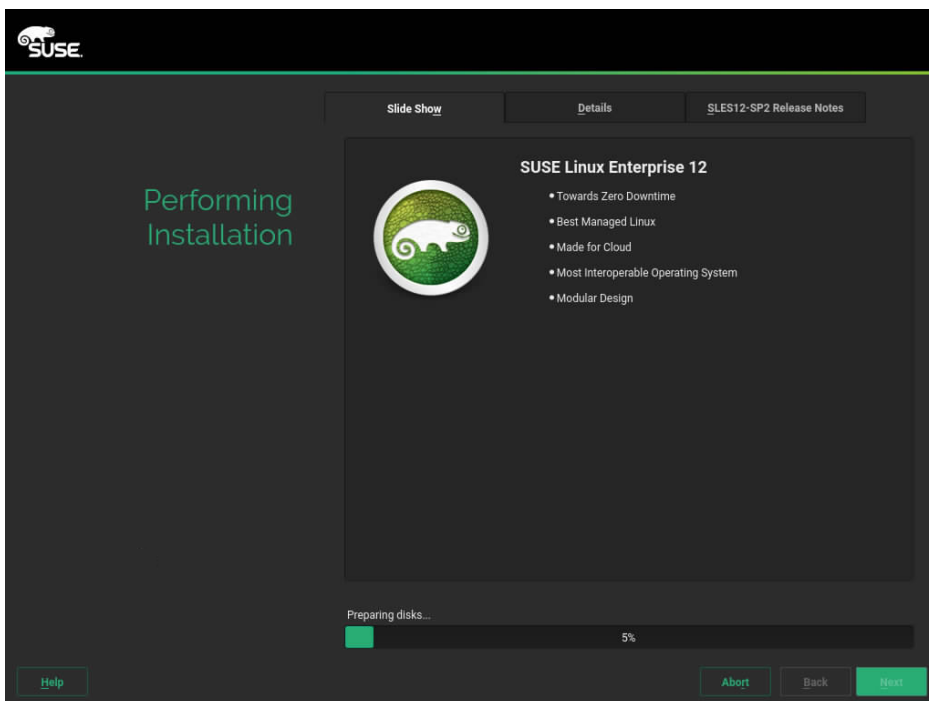 SUSE.
Slide Show
Details
SLES12-SP2 Release Notes
Performing
Installation
SUSE Linux Enterprise 12
• Towards Zero Downtime
• Best Managed Linux
• Made for Cloud
• Most Interoperable Operating System
• Modular Design
Preparing disks...
5%
Help
Abort
Back
Next